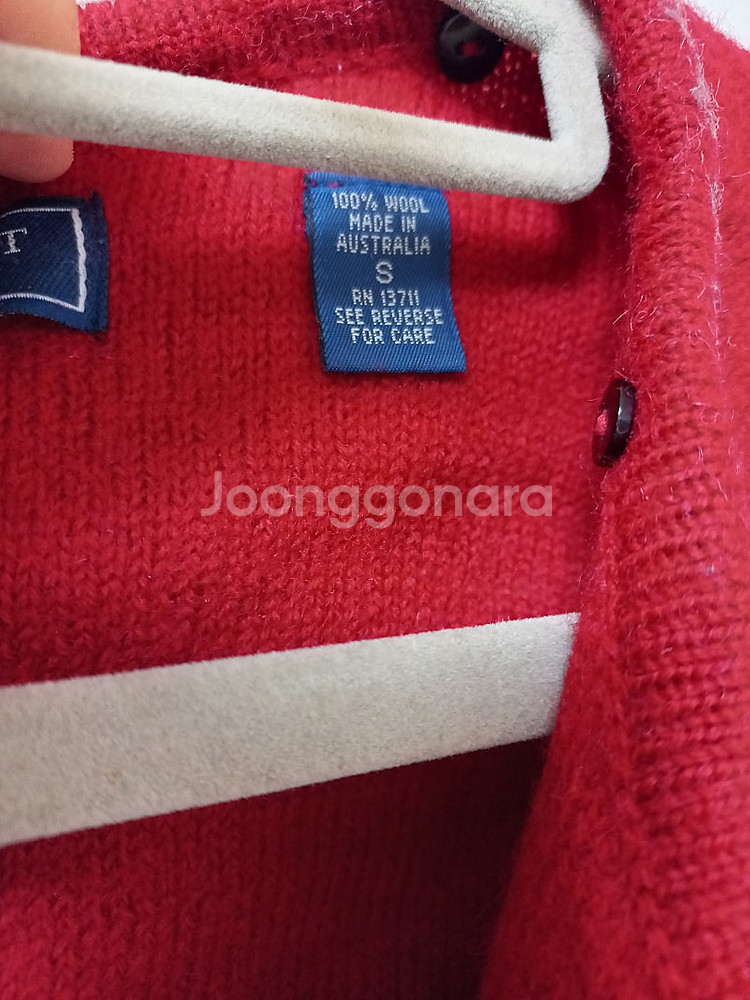 T
100% WOOL
MADE IN
AUSTRALIA
S
RN 13711
SEE REVERSE
FOR CARE
Joonggonara